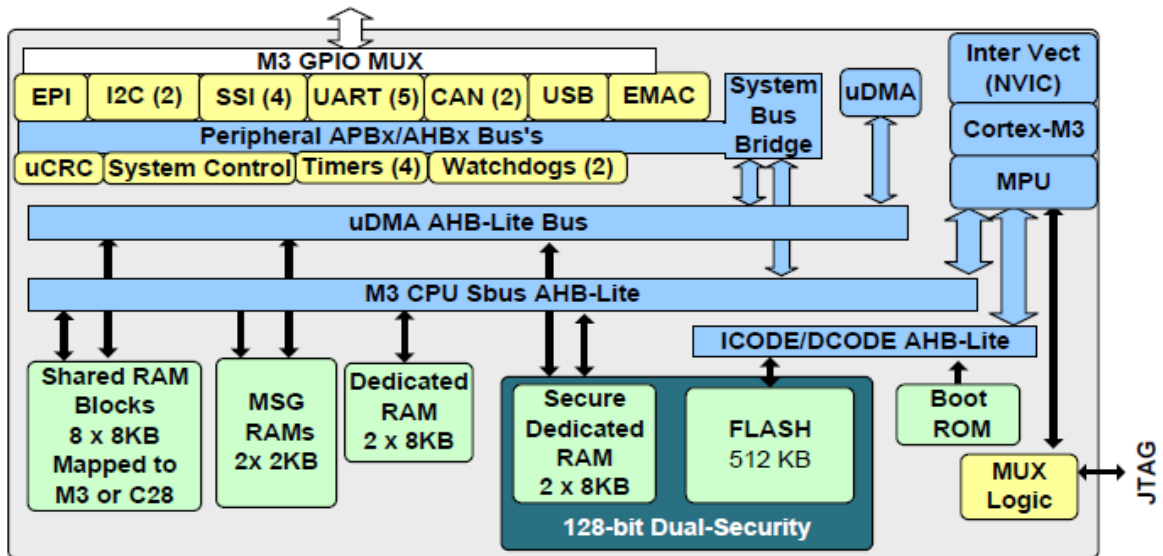 M3 GPIO MUX
EPI
I2C (2)
SSI (4)
UART (5)
CAN (2)
USB
EMAC
System
Bus
Bridge
uDMA
Inter Vect
(NVIC)
Cortex-M3
MPU
Peripheral APBx/AHBx Bus's
uCRC
System Control
Timers (4)
Watchdogs (2)
uDMA AHB-Lite Bus
M3 CPU Sbus AHB-Lite
ICODE/DCODE AHB-Lite
Shared RAM
Blocks
8 x 8KB
Mapped to
M3 or C28
MSG
RAMs
2x 2KB
Dedicated
RAM
2 x 8KB
Secure
Dedicated
RAM
2 x 8KB
FLASH
512 KB
128-bit Dual-Security
Boot
ROM
MUX
Logic
JTAG